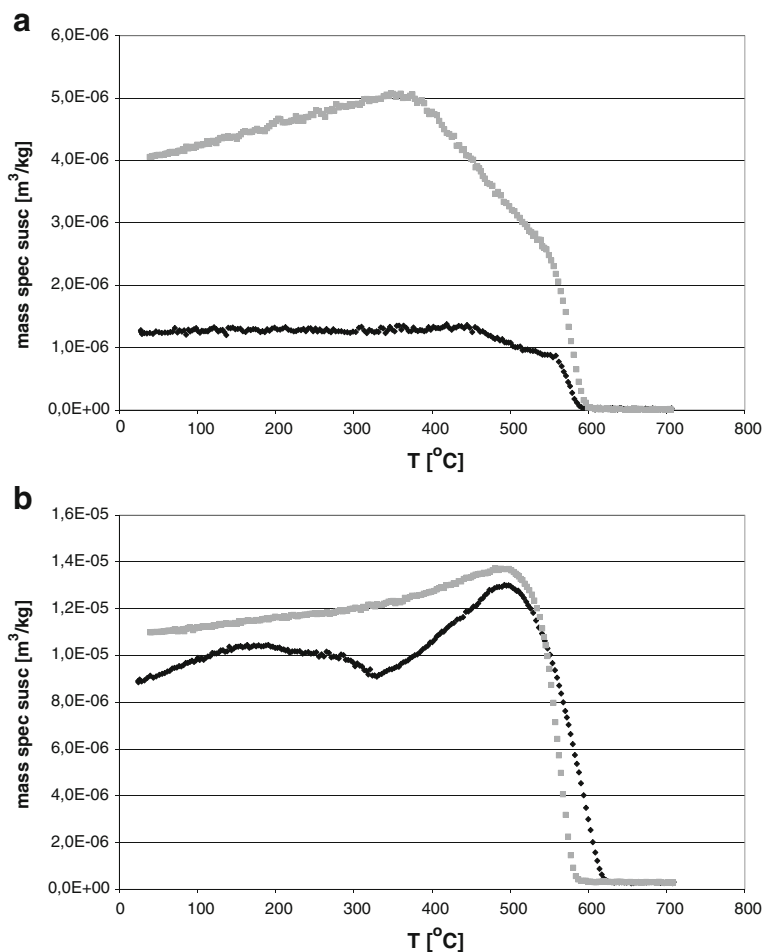 a
6,0E-06
5,0E-06
4,0E-06
3,0E-06
2,0E-06
1,0E-06
0,0E+00
mass spec susc [m³/kg]
0 100 200 300 400 500 600 700 800
T [°C]
b
1,6E-05
1,4E-05
1,2E-05
1,0E-05
8,0E-06
6,0E-06
4,0E-06
2,0E-06
0,0E+00
mass spec susc [m³/kg]
0 100 200 300 400 500 600 700 800
T [°C]